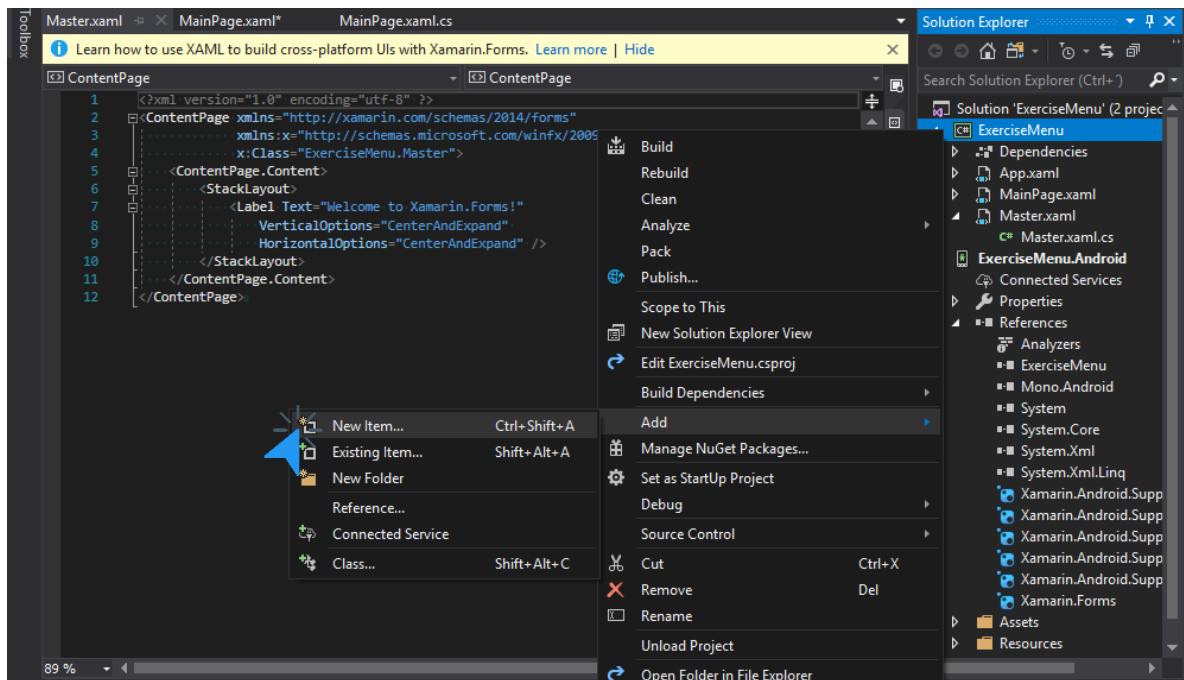 Toolbox
Master.xaml MainPage.xaml* MainPage.xaml.cs
Learn how to use XAML to build cross-platform UIs with Xamarin.Forms. Learn more | Hide
ContentPage ContentPage
1 <?xml version="1.0" encoding="utf-8" ?>
2 <ContentPage xmlns="http://xamarin.com/schemas/2014/forms"
3 xmlns:x="http://schemas.microsoft.com/winfx/2009
4 x:Class="ExerciseMenu.Master">
5 <ContentPage.Content>
6 <StackLayout>
7 <Label Text="Welcome to Xamarin.Forms!"
8 VerticalOptions="CenterAndExpand"
9 HorizontalOptions="CenterAndExpand" />
10 </StackLayout>
11 </ContentPage.Content>
12 </ContentPage>
89 %
New Item... Ctrl+Shift+A
Existing Item... Shift+Alt+A
New Folder
Reference...
Connected Service
Class... Shift+Alt+C
Build
Rebuild
Clean
Analyze
Pack
Publish...
Scope to This
New Solution Explorer View
Edit ExerciseMenu.csproj
Build Dependencies
Add
Manage NuGet Packages...
Set as StartUp Project
Debug
Source Control
Cut Ctrl+X
Remove Del
Rename
Unload Project
Open Folder in File Explorer
Solution Explorer
Search Solution Explorer (Ctrl+´)
Solution 'ExerciseMenu' (2 projec
C# ExerciseMenu
Dependencies
App.xaml
MainPage.xaml
Master.xaml
C# Master.xaml.cs
ExerciseMenu.Android
Connected Services
Properties
References
Analyzers
ExerciseMenu
Mono.Android
System
System.Core
System.Xml
System.Xml.Linq
Xamarin.Android.Supp
Xamarin.Android.Supp
Xamarin.Android.Supp
Xamarin.Android.Supp
Xamarin.Android.Supp
Xamarin.Forms
Assets
Resources